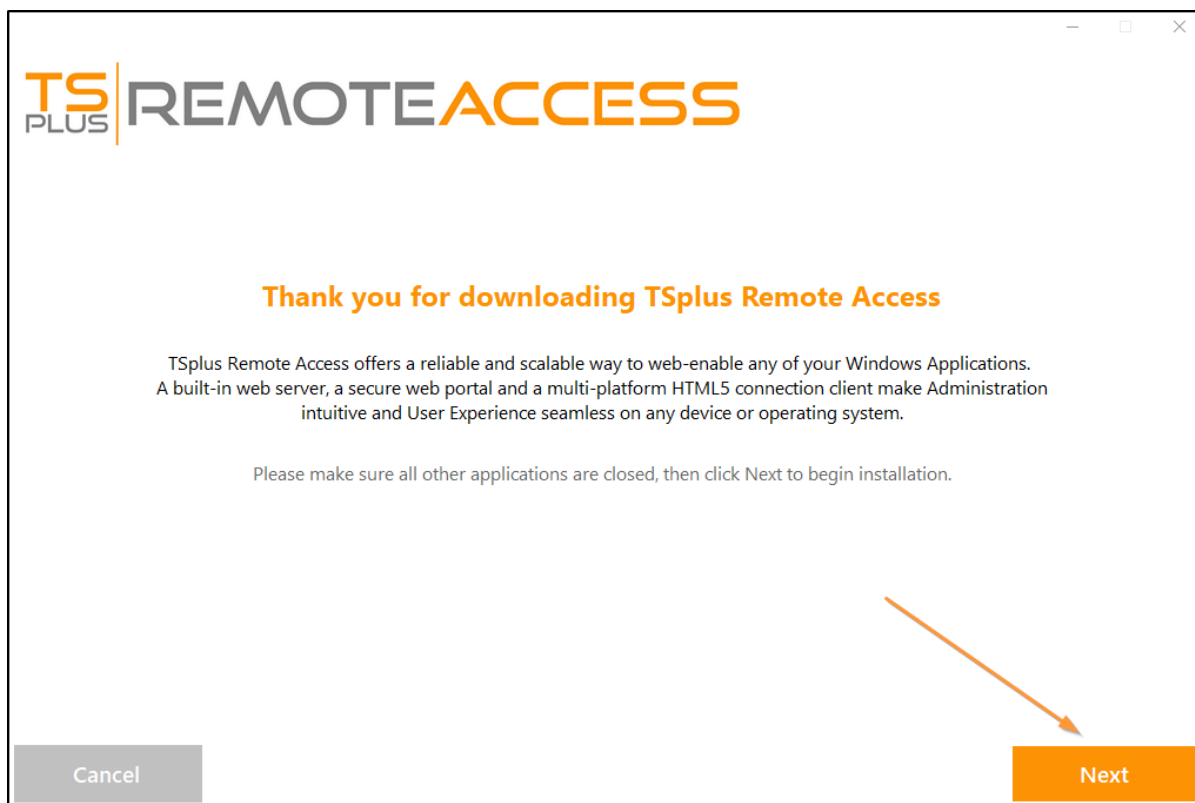 TS PLUS REMOTEACCESS
Thank you for downloading TSplus Remote Access
TSplus Remote Access offers a reliable and scalable way to web-enable any of your Windows Applications.
A built-in web server, a secure web portal and a multi-platform HTML5 connection client make Administration
intuitive and User Experience seamless on any device or operating system.
Please make sure all other applications are closed, then click Next to begin installation.
Cancel
Next